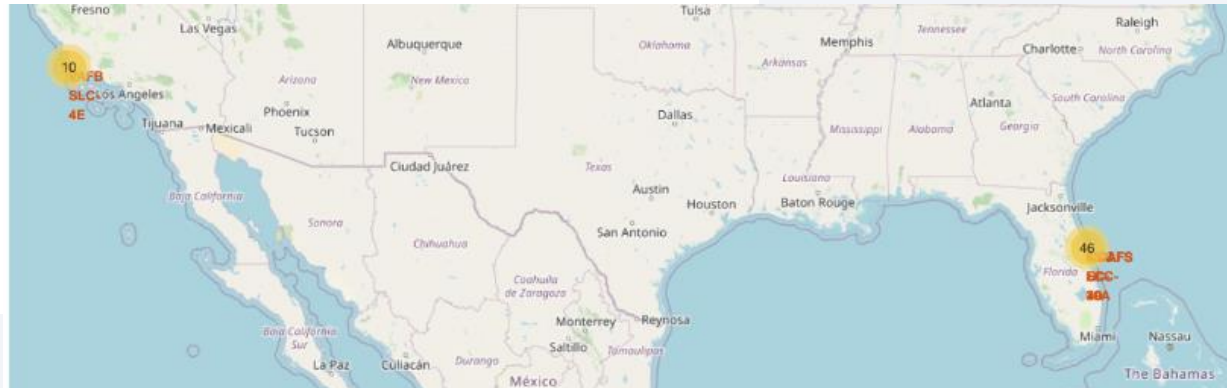 Fresno
Las Vegas
Tulsa
Raleigh
Albuquerque
Oklahoma
Memphis
Tennessee
Charlotte
North Carolina
10
AFB
SLC
4E
Los Angeles
Arizona
New Mexico
Arkansas
Phoenix
Tucson
Tijuana
Mexicali
Dallas
Atlanta
South Carolina
Mississippi
Alabama
Georgia
Ciudad Juárez
Texas
Louisiana
Baja California
Sonora
Austin
Houston
Baton Rouge
Jacksonville
San Antonio
Chihuahua
46
AFS
Florida
Coahuila
de Zaragoza
Monterrey
Reynosa
Saltillo
Tamaulipas
Miami
Nassau
Baja California
Sur
La Paz
Culiacán
Durango
México
The Bahamas